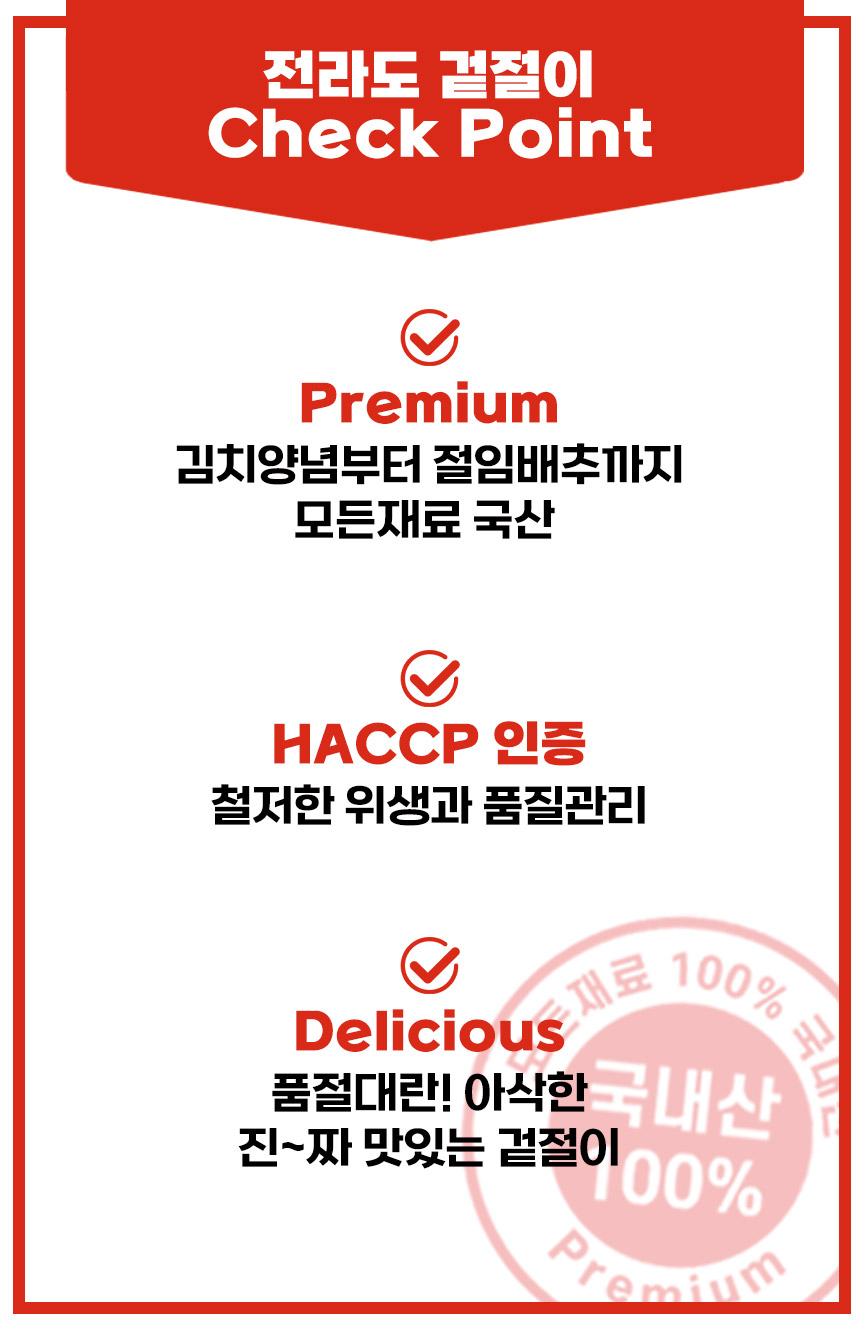 전라도 겉절이
Check Point
Premium
김치양념부터 절임배추까지
모든재료 국산
HACCP 인증
철저한 위생과 품질관리
Delicious
품절대란! 아삭한
진~짜 맛있는 겉절이
모든재료 100% 국내산
국내산
100%
Premium